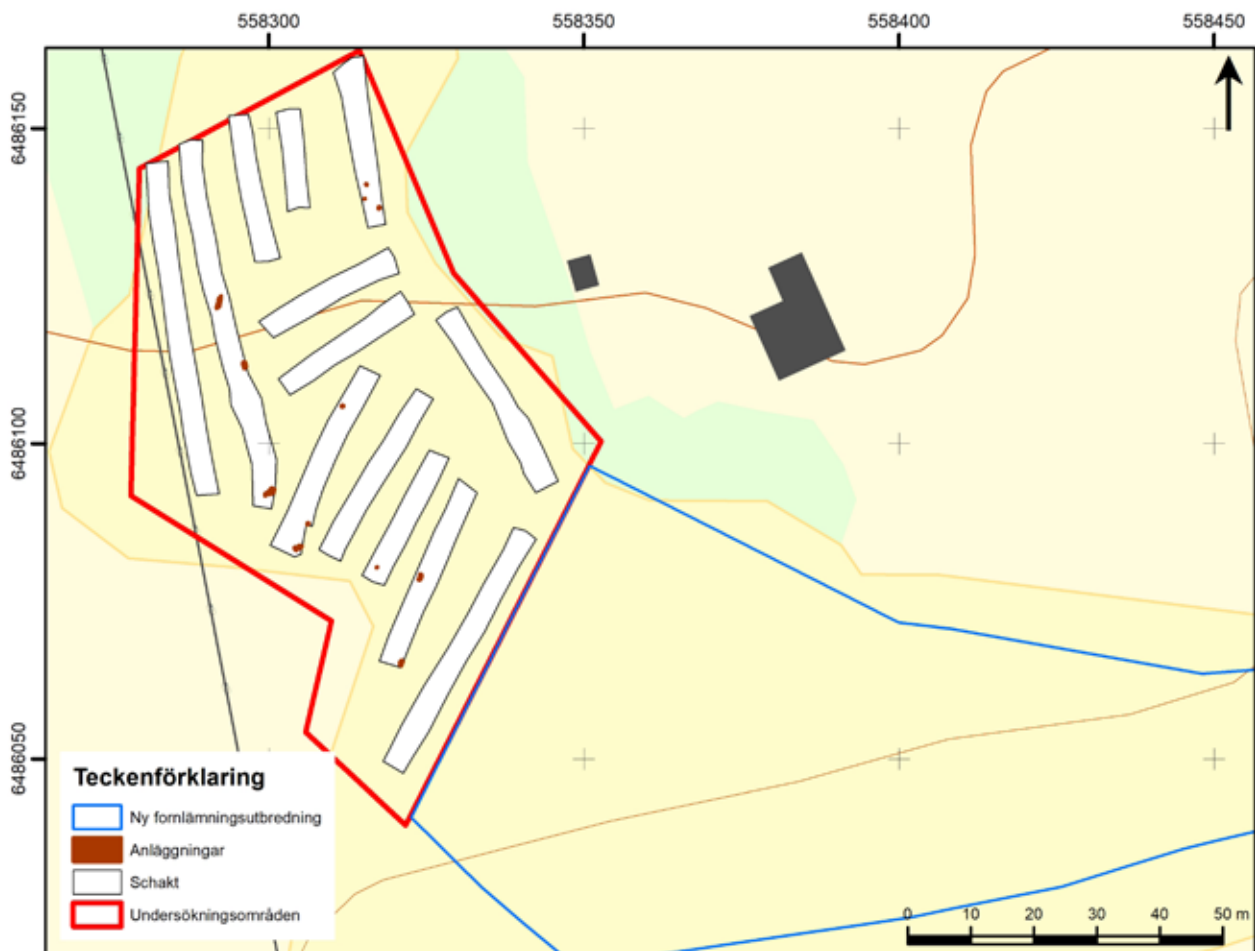 558300 558350 558400 558450
6486150
6486100
6486050
Teckenförklaring
Ny fornlämningsutbredning
Anläggningar
Schakt
Undersökningsområden
0 10 20 30 40 50 m